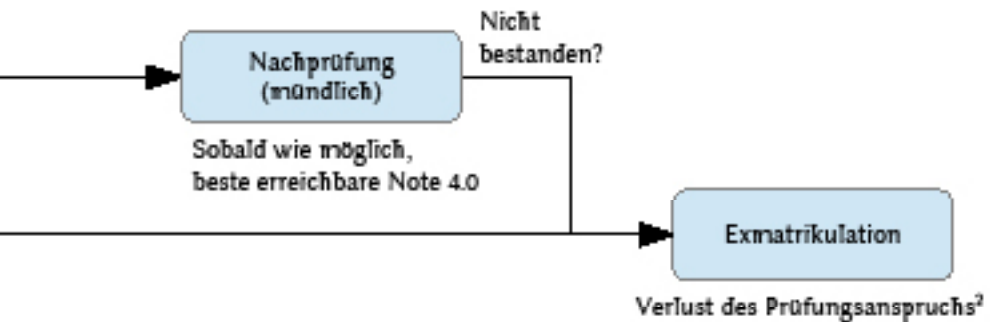 Nicht
bestanden?
Nachprüfung
(mündlich)
Sobald wie möglich,
beste erreichbare Note 4.0
Exmatrikulation
Verlust des Prüfungsanspruchs²